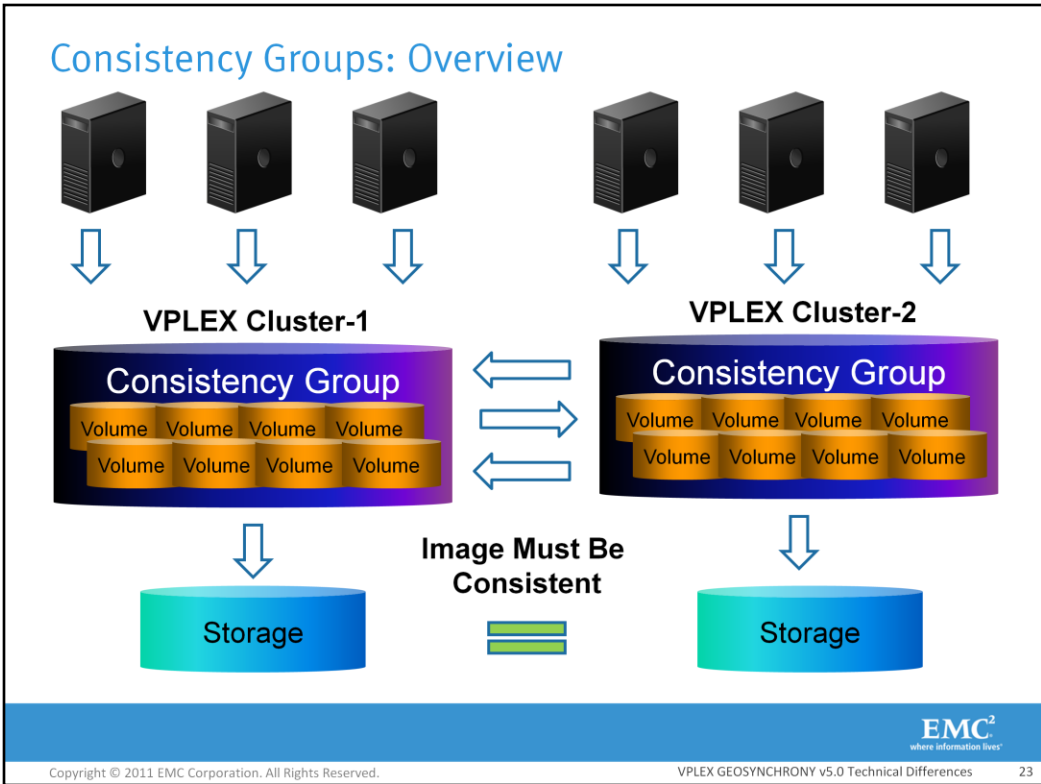 Consistency Groups: Overview
VPLEX Cluster-1
VPLEX Cluster-2
Consistency Group
Volume Volume Volume Volume
Volume Volume Volume Volume
Consistency Group
Volume Volume Volume Volume
Volume Volume Volume Volume
Image Must Be
Consistent
Storage
Storage
EMC²
where information lives®
Copyright © 2011 EMC Corporation. All Rights Reserved.
VPLEX GEOSYNCHRONY v5.0 Technical Differences 23